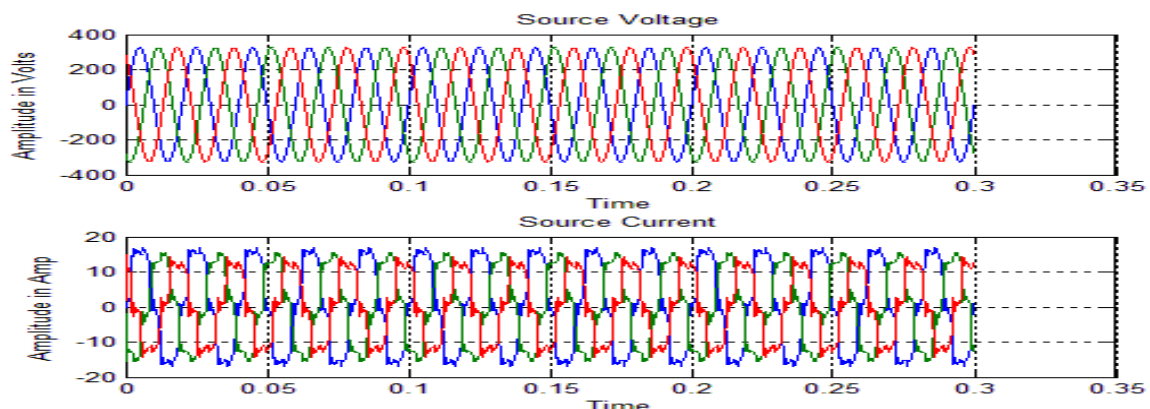 Source Voltage
Amplitude in Volts
400
200
0
-200
-400
0 0.05 0.1 0.15 0.2 0.25 0.3 0.35
Time
Source Current
Amplitude in Amp
20
10
0
-10
-20
0 0.05 0.1 0.15 0.2 0.25 0.3 0.35
Time